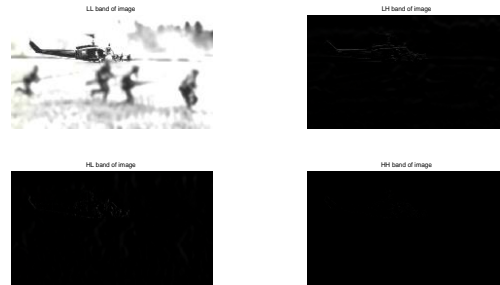 LL band of image
LH band of image
HL band of image
HH band of image